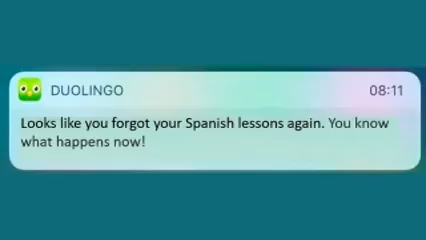 DUOLINGO 08:11
Looks like you forgot your Spanish lessons again. You know
what happens now!